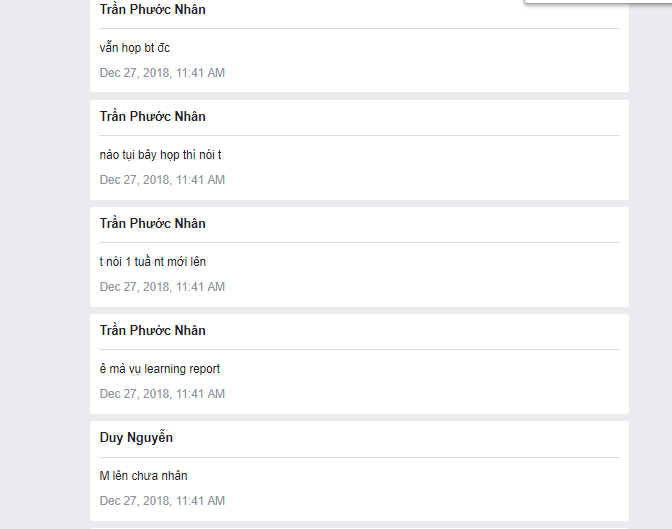 Trần Phước Nhân
vẫn họp bt đc
Dec 27, 2018, 11:41 AM
Trần Phước Nhân
nào tụi bây họp thì nói t
Dec 27, 2018, 11:41 AM
Trần Phước Nhân
t nói 1 tuầ nt mới lên
Dec 27, 2018, 11:41 AM
Trần Phước Nhân
ê mà vụ learning report
Dec 27, 2018, 11:41 AM
Duy Nguyễn
M lên chưa nhân
Dec 27, 2018, 11:41 AM